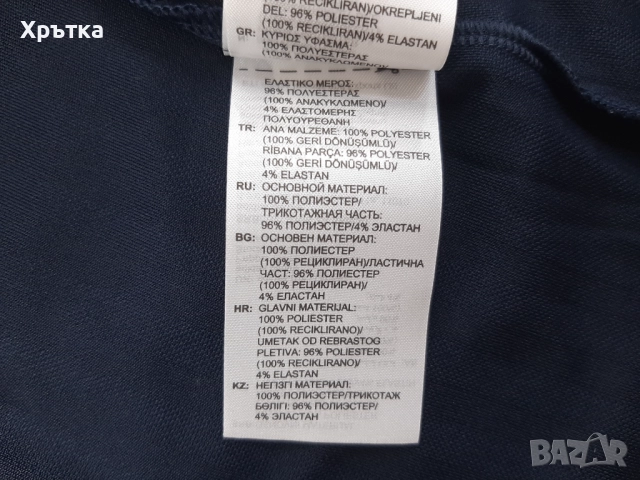 Хрътка
(100% RECIKLIRAN)/OKREPLJENI
DEL: 96% POLIESTER
(100% RECIKLIRAN)/4% ELASTAN
GR: ΚΥΡΙΩΣ ΥΦΑΣΜΑ:
100% ΠΟΛΥΕΣΤΕΡΑΣ
(100% ΑΝΑΚΥΚΛΩΜΕΝΟ)/
ΕΛΑΣΤΙΚΟ ΜΕΡΟΣ:
96% ΠΟΛΥΕΣΤΕΡΑΣ
(100% ΑΝΑΚΥΚΛΩΜΕΝΟ)/
4% ΕΛΑΣΤΟΜΕΡΗΣ
ΠΟΛΥΟΥΡΕΘΑΝΗ
TR: ANA MALZEME: 100% POLYESTER
(100% GERİ DÖNÜŞÜMLÜ)/
RİBANA PARÇA: 96% POLYESTER
(100% GERİ DÖNÜŞÜMLÜ)/
4% ELASTAN
RU: ОСНОВНОЙ МАТЕРИАЛ:
100% ПОЛИЭСТЕР/
ТРИКОТАЖНАЯ ЧАСТЬ:
96% ПОЛИЭСТЕР/4% ЭЛАСТАН
BG: ОСНОВЕН МАТЕРИАЛ:
100% ПОЛИЕСТЕР
(100% РЕЦИКЛИРАН)/ЛАСТИЧНА
ЧАСТ: 96% ПОЛИЕСТЕР
(100% РЕЦИКЛИРАН)/
4% ЕЛАСТАН
HR: GLAVNI MATERIJAL:
100% POLIESTER
(100% RECIKLIRANO)/
UMETAK OD REBRASTOG
PLETIVA: 96% POLIESTER
(100% RECIKLIRANO)/
4% ELASTAN
KZ: НЕГІЗГІ МАТЕРИАЛ:
100% ПОЛИЭСТЕР/ТРИКОТАЖ
БӨЛІГІ: 96% ПОЛИЭСТЕР/
4% ЭЛАСТАН
BAZAR